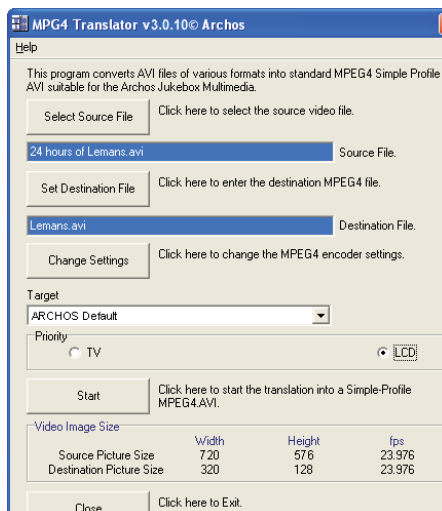 MPG4 Translator v3.0.10© Archos
Help
This program converts AVI files of various formats into standard MPEG4 Simple Profile
AVI suitable for the Archos Jukebox Multimedia.
Select Source File Click here to select the source video file.
24 hours of Lemans.avi Source File.
Set Destination File Click here to enter the destination MPEG4 file.
Lemans.avi Destination File.
Change Settings Click here to change the MPEG4 encoder settings.
Target
ARCHOS Default
Priority
TV LCD
Start Click here to start the translation into a Simple-Profile
MPEG4.AVI.
Video Image Size
Width Height fps
Source Picture Size 720 576 23.976
Destination Picture Size 320 128 23.976
Close Click here to Exit.